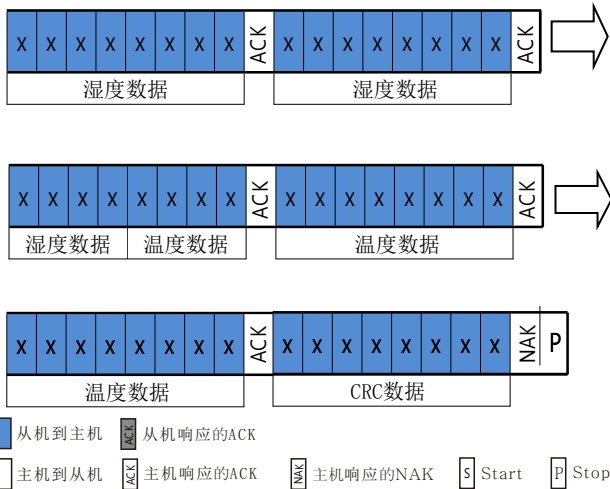 X X X X X X X X ACK X X X X X X X X ACK
湿度数据 湿度数据
X X X X X X X X ACK X X X X X X X X ACK
湿度数据 温度数据 温度数据
X X X X X X X X ACK X X X X X X X X NAK P
温度数据 CRC数据
从机到主机 ACK 从机响应的ACK
主机到从机 ACK 主机响应的ACK NAK 主机响应的NAK S Start P Stop